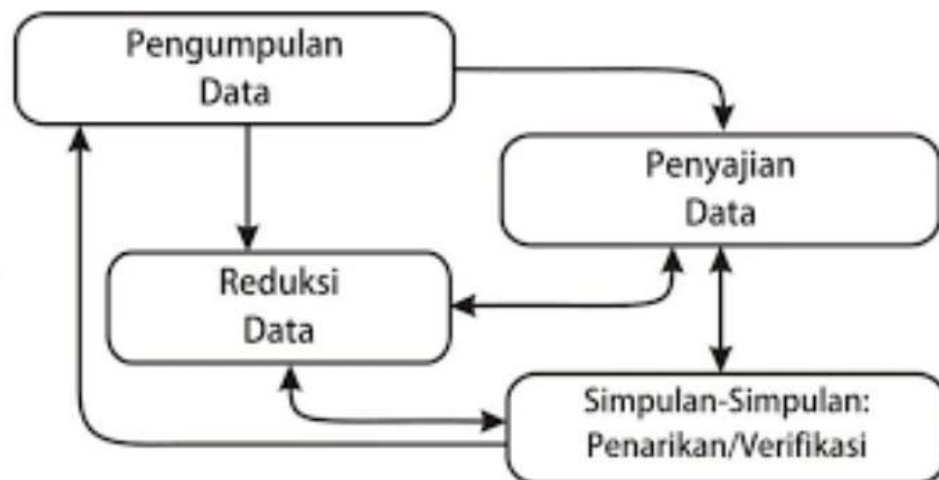 Pengumpulan
Data
Penyajian
Data
Reduksi
Data
Simpulan-Simpulan:
Penarikan/Verifikasi